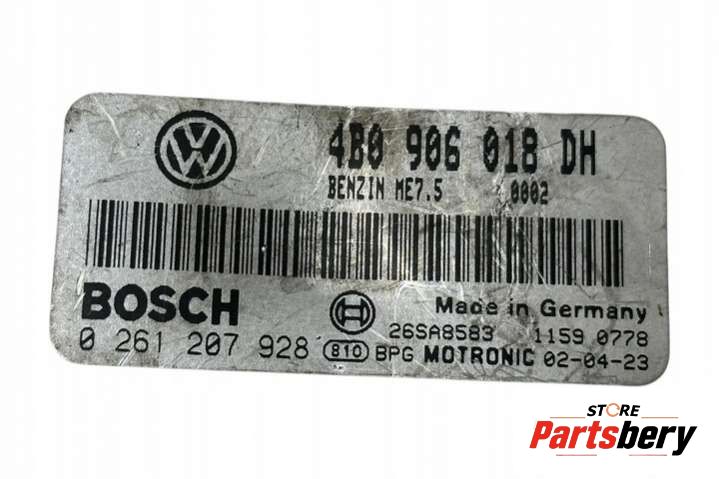 4B0 906 018 DH
BENZIN ME7.5 0002
BOSCH
Made in Germany
26SA8583 1159 0778
0 261 207 928 810 BPG MOTRONIC 02-04-23
STORE
Partsbery